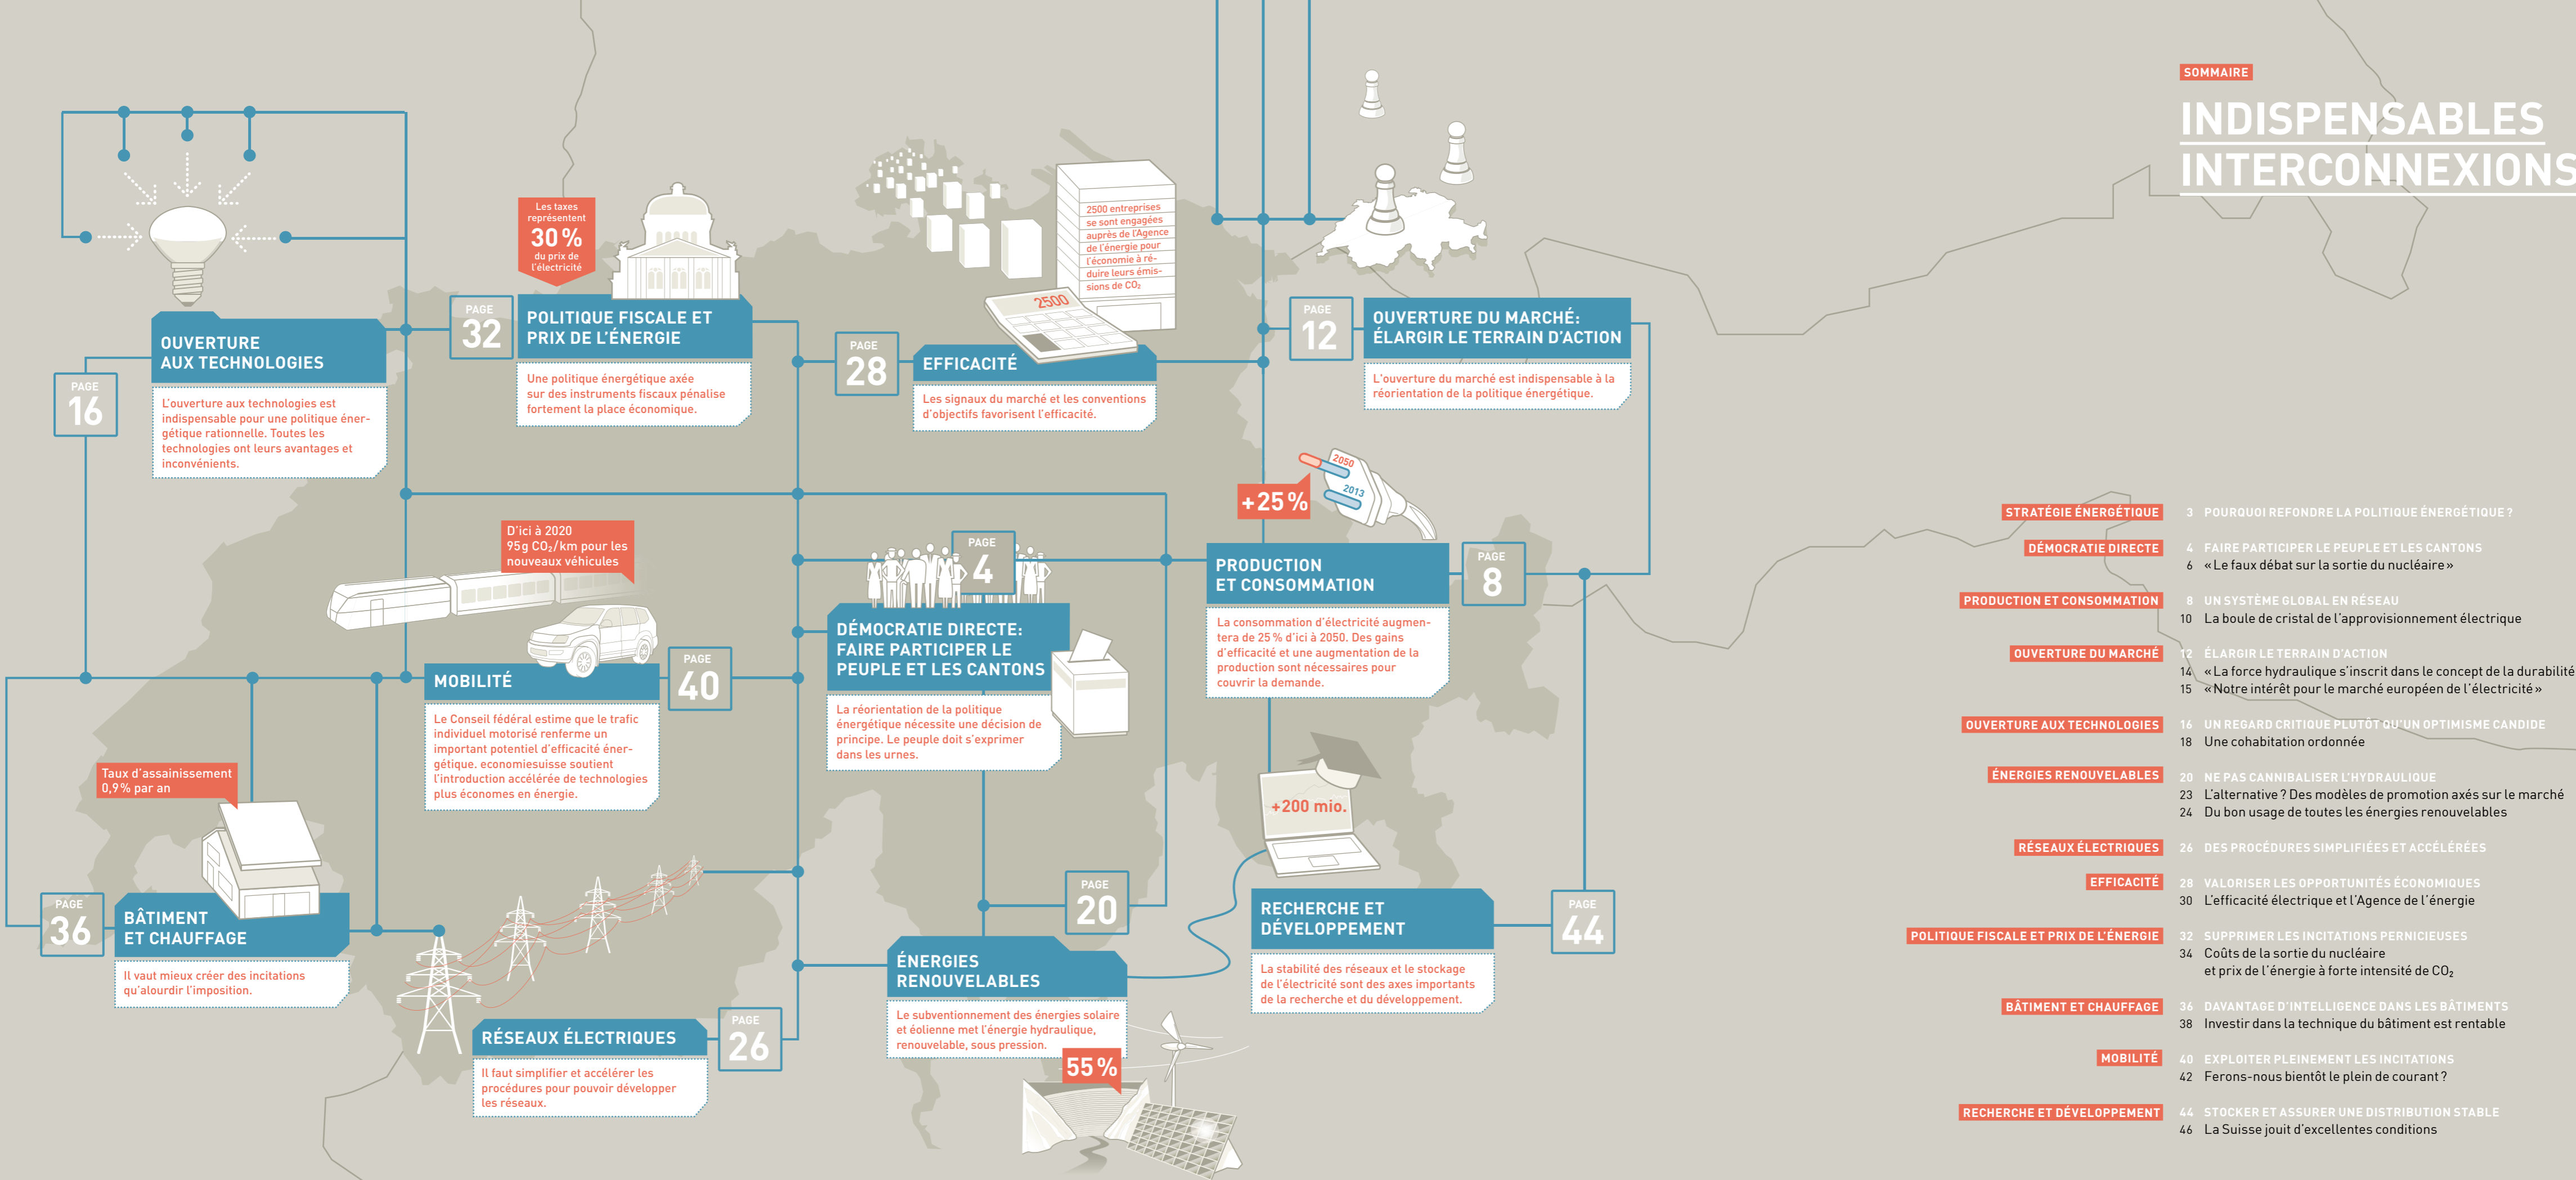 SOMMAIRE
INDISPENSABLES
INTERCONNEXIONS
Les taxes
représentent
30 %
du prix de
l'électricité
2500 entreprises
se sont engagées
auprès de l'Agence
de l'énergie pour
l'économie à ré-
duire leurs émis-
sions de CO₂
2500
PAGE
16
OUVERTURE
AUX TECHNOLOGIES
L'ouverture aux technologies est
indispensable pour une politique éner-
gétique rationnelle. Toutes les
technologies ont leurs avantages et
inconvénients.
PAGE
32
POLITIQUE FISCALE ET
PRIX DE L'ÉNERGIE
Une politique énergétique axée
sur des instruments fiscaux pénalise
fortement la place économique.
PAGE
28
EFFICACITÉ
Les signaux du marché et les conventions
d'objectifs favorisent l'efficacité.
PAGE
12
OUVERTURE DU MARCHÉ:
ÉLARGIR LE TERRAIN D'ACTION
L'ouverture du marché est indispensable à la
réorientation de la politique énergétique.
D'ici à 2020
95 g CO₂/km pour les
nouveaux véhicules
MOBILITÉ
PAGE
40
Le Conseil fédéral estime que le trafic
individuel motorisé renferme un
important potentiel d'efficacité éner-
gétique. economiesuisse soutient
l'introduction accélérée de technologies
plus économes en énergie.
PAGE
4
DÉMOCRATIE DIRECTE:
FAIRE PARTICIPER LE
PEUPLE ET LES CANTONS
La réorientation de la politique
énergétique nécessite une décision de
principe. Le peuple doit s'exprimer
dans les urnes.
+25 %
2050
2013
PRODUCTION
ET CONSOMMATION
PAGE
8
La consommation d'électricité augmen-
tera de 25 % d'ici à 2050. Des gains
d'efficacité et une augmentation de la
production sont nécessaires pour
couvrir la demande.
Taux d'assainissement
0,9 % par an
PAGE
36
BÂTIMENT
ET CHAUFFAGE
Il vaut mieux créer des incitations
qu'alourdir l'imposition.
RÉSEAUX ÉLECTRIQUES
PAGE
26
Il faut simplifier et accélérer les
procédures pour pouvoir développer
les réseaux.
PAGE
20
ÉNERGIES
RENOUVELABLES
Le subventionnement des énergies solaire
et éolienne met l'énergie hydraulique,
renouvelable, sous pression.
55 %
+200 mio.
RECHERCHE ET
DÉVELOPPEMENT
PAGE
44
La stabilité des réseaux et le stockage
de l'électricité sont des axes importants
de la recherche et du développement.
STRATÉGIE ÉNERGÉTIQUE 3 POURQUOI REFONDRE LA POLITIQUE ÉNERGÉTIQUE ?
DÉMOCRATIE DIRECTE 4 FAIRE PARTICIPER LE PEUPLE ET LES CANTONS
6 « Le faux débat sur la sortie du nucléaire »
PRODUCTION ET CONSOMMATION 8 UN SYSTÈME GLOBAL EN RÉSEAU
10 La boule de cristal de l'approvisionnement électrique
OUVERTURE DU MARCHÉ 12 ÉLARGIR LE TERRAIN D'ACTION
14 « La force hydraulique s'inscrit dans le concept de la durabilité
15 « Notre intérêt pour le marché européen de l'électricité »
OUVERTURE AUX TECHNOLOGIES 16 UN REGARD CRITIQUE PLUTÔT QU'UN OPTIMISME CANDIDE
18 Une cohabitation ordonnée
ÉNERGIES RENOUVELABLES 20 NE PAS CANNIBALISER L'HYDRAULIQUE
23 L'alternative ? Des modèles de promotion axés sur le marché
24 Du bon usage de toutes les énergies renouvelables
RÉSEAUX ÉLECTRIQUES 26 DES PROCÉDURES SIMPLIFIÉES ET ACCÉLÉRÉES
EFFICACITÉ 28 VALORISER LES OPPORTUNITÉS ÉCONOMIQUES
30 L'efficacité électrique et l'Agence de l'énergie
POLITIQUE FISCALE ET PRIX DE L'ÉNERGIE 32 SUPPRIMER LES INCITATIONS PERNICIEUSES
34 Coûts de la sortie du nucléaire
et prix de l'énergie à forte intensité de CO₂
BÂTIMENT ET CHAUFFAGE 36 DAVANTAGE D'INTELLIGENCE DANS LES BÂTIMENTS
38 Investir dans la technique du bâtiment est rentable
MOBILITÉ 40 EXPLOITER PLEINEMENT LES INCITATIONS
42 Ferons-nous bientôt le plein de courant ?
RECHERCHE ET DÉVELOPPEMENT 44 STOCKER ET ASSURER UNE DISTRIBUTION STABLE
46 La Suisse jouit d'excellentes conditions